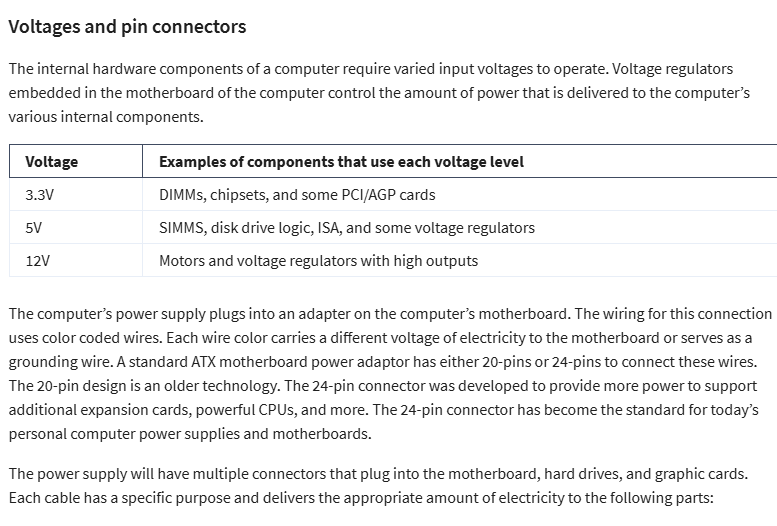 Voltages and pin connectors
The internal hardware components of a computer require varied input voltages to operate. Voltage regulators
embedded in the motherboard of the computer control the amount of power that is delivered to the computer’s
various internal components.
Voltage Examples of components that use each voltage level
3.3V DIMMs, chipsets, and some PCI/AGP cards
5V SIMMS, disk drive logic, ISA, and some voltage regulators
12V Motors and voltage regulators with high outputs
The computer’s power supply plugs into an adapter on the computer’s motherboard. The wiring for this connection
uses color coded wires. Each wire color carries a different voltage of electricity to the motherboard or serves as a
grounding wire. A standard ATX motherboard power adaptor has either 20-pins or 24-pins to connect these wires.
The 20-pin design is an older technology. The 24-pin connector was developed to provide more power to support
additional expansion cards, powerful CPUs, and more. The 24-pin connector has become the standard for today’s
personal computer power supplies and motherboards.
The power supply will have multiple connectors that plug into the motherboard, hard drives, and graphic cards.
Each cable has a specific purpose and delivers the appropriate amount of electricity to the following parts: